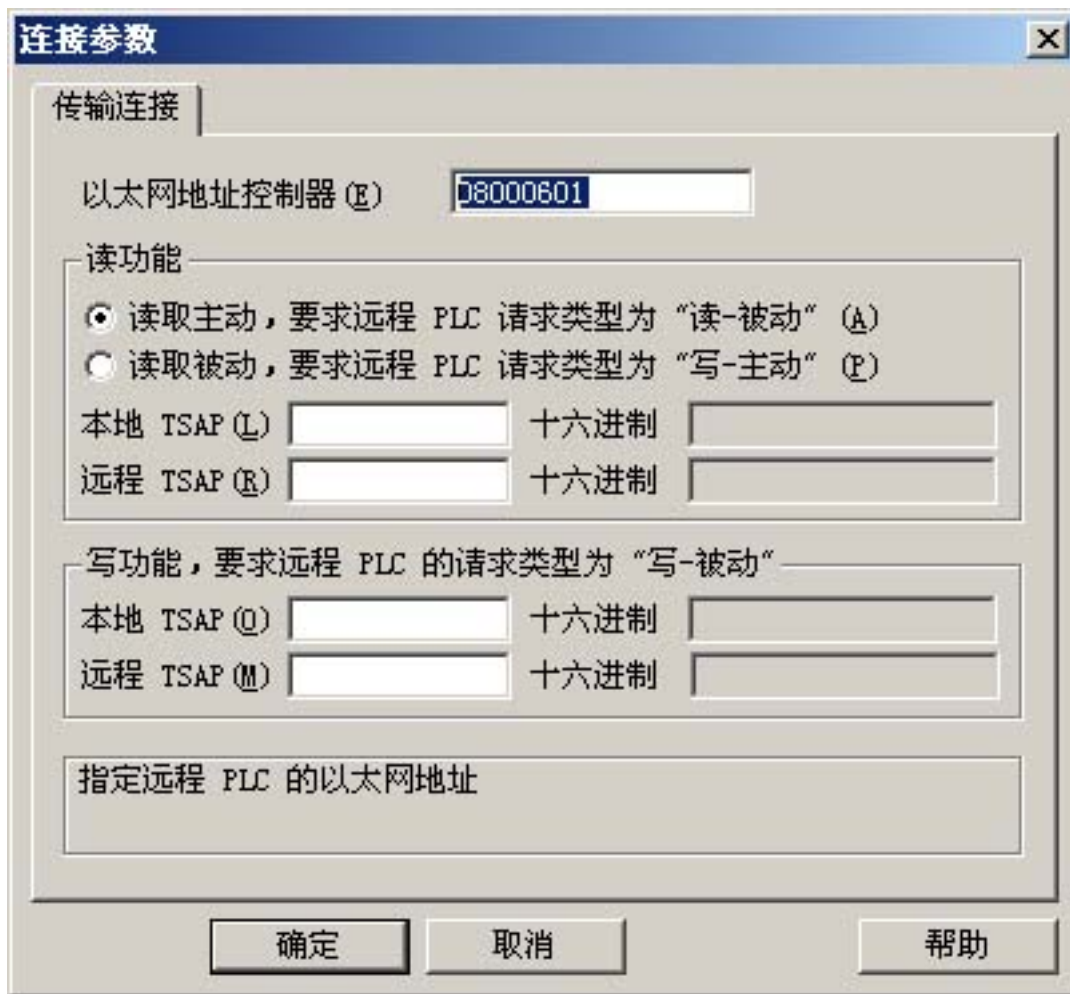 连接参数
传输连接
以太网地址控制器(E) 08000601
读功能
读取主动，要求远程 PLC 请求类型为 "读-被动" (A)
读取被动，要求远程 PLC 请求类型为 "写-主动" (P)
本地 TSAP(L) 十六进制
远程 TSAP(R) 十六进制
写功能，要求远程 PLC 的请求类型为 "写-被动"
本地 TSAP(O) 十六进制
远程 TSAP(M) 十六进制
指定远程 PLC 的以太网地址
确定 取消 帮助